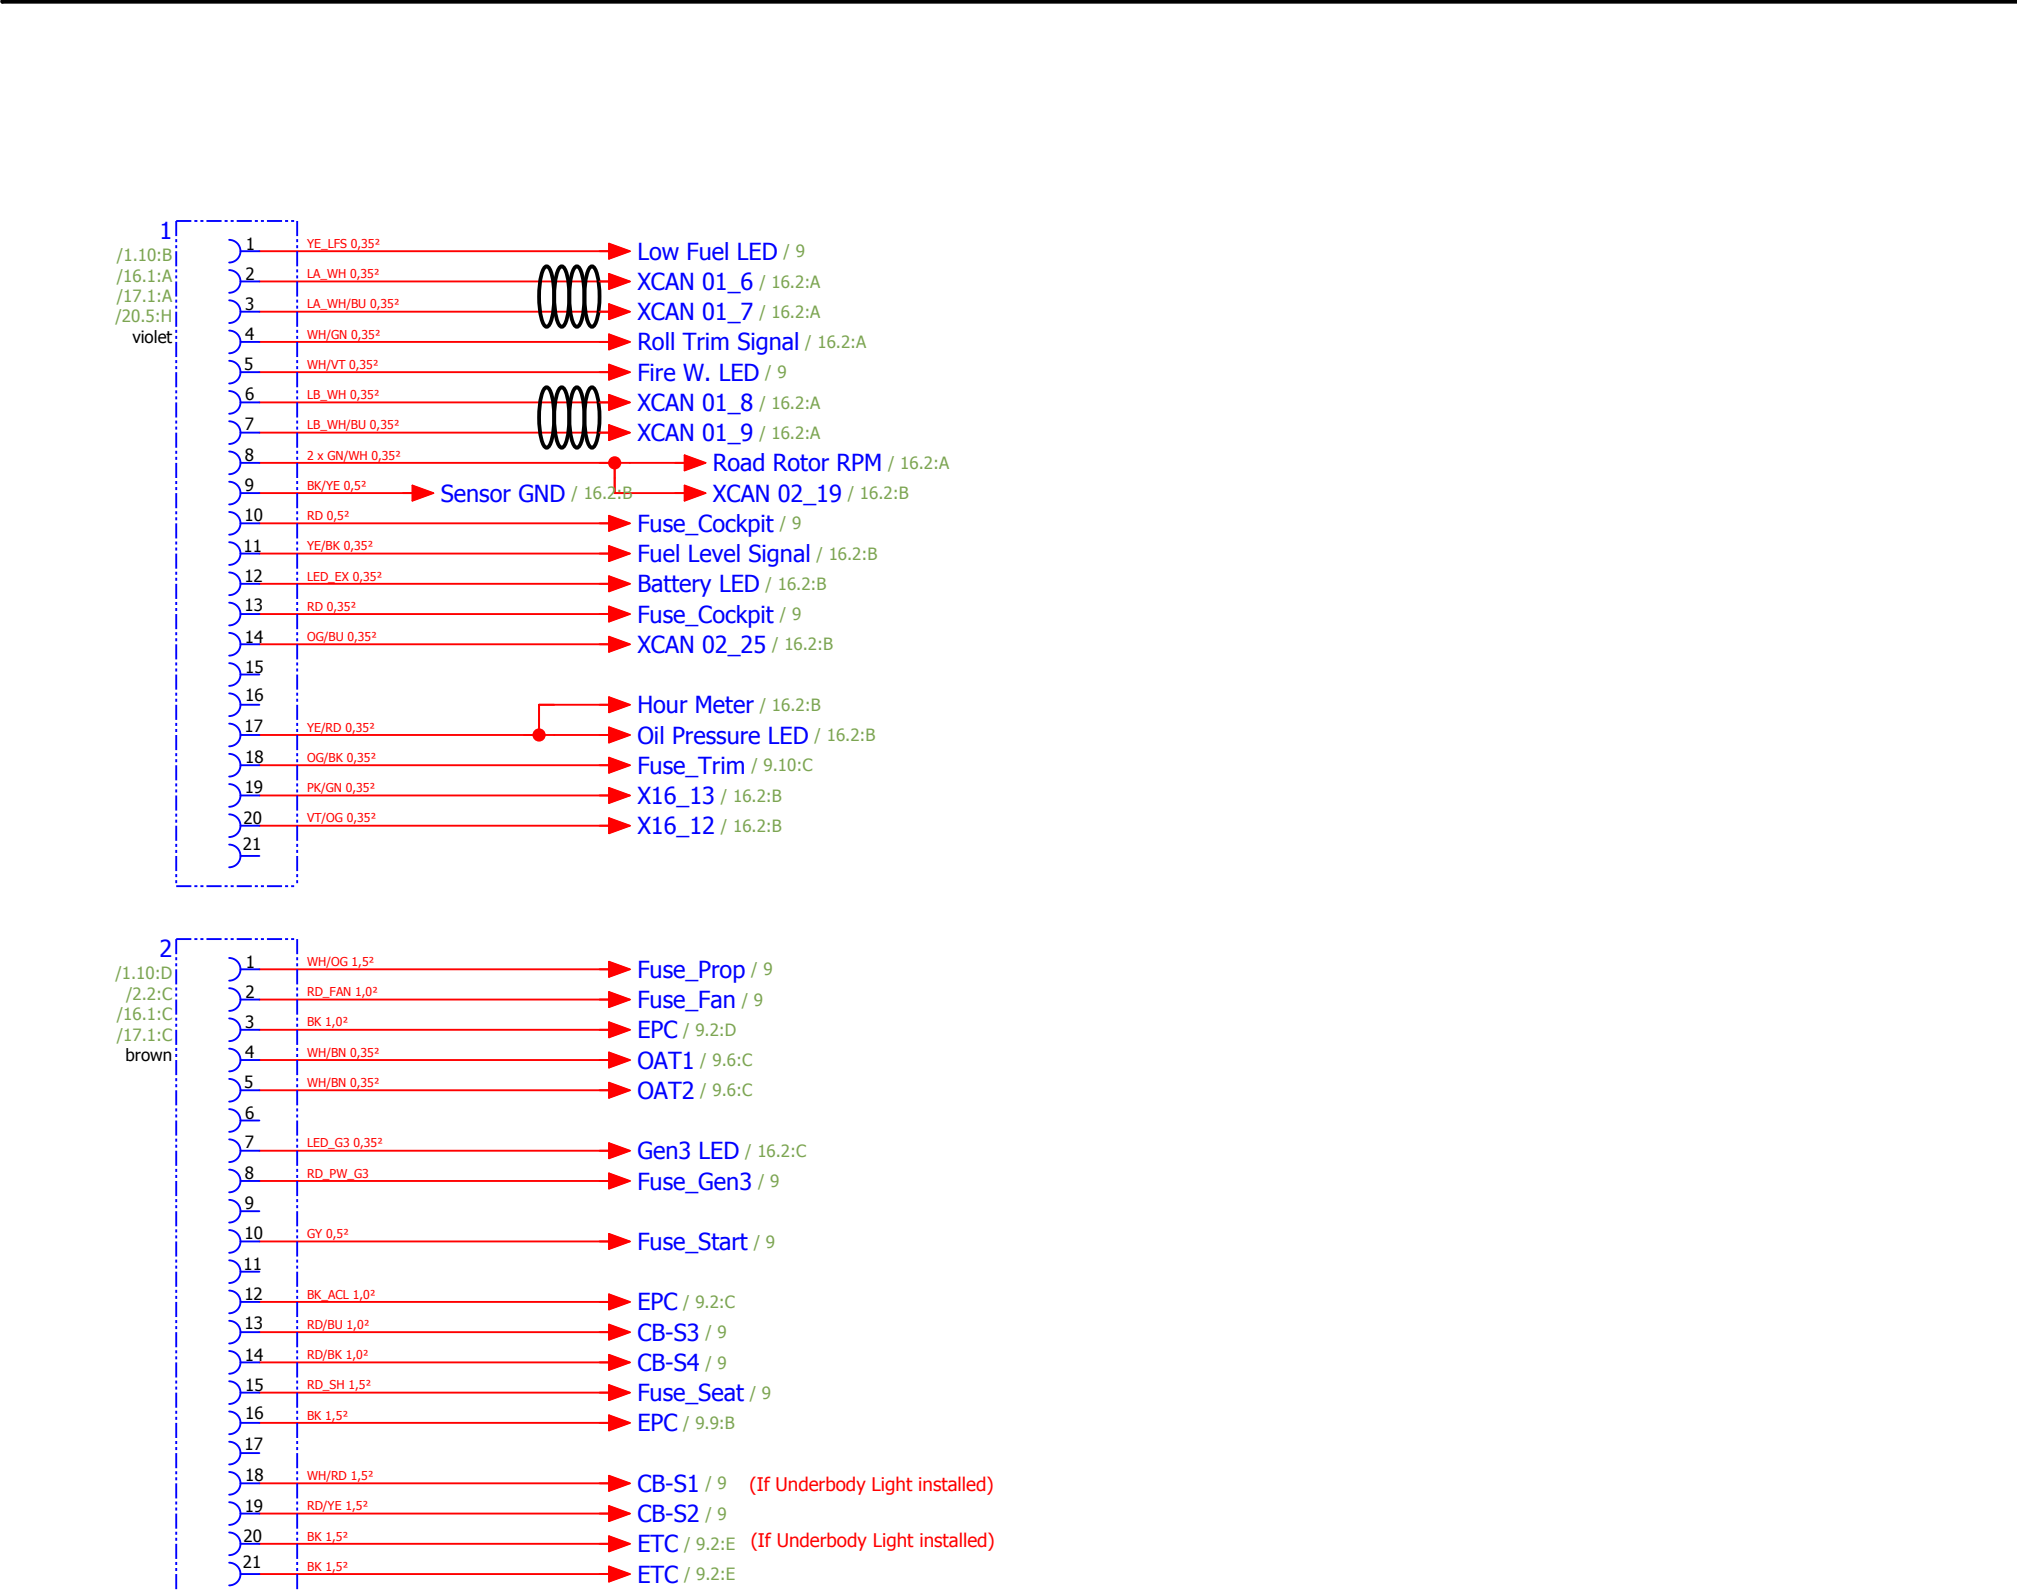 1
/1.10:B
/16.1:A
/17.1:A
/20.5:H
violet
1 YE_LFS 0,35² Low Fuel LED / 9
2 LA_WH 0,35² XCAN 01_6 / 16.2:A
3 LA_WH/BU 0,35² XCAN 01_7 / 16.2:A
4 WH/GN 0,35² Roll Trim Signal / 16.2:A
5 WH/VT 0,35² Fire W. LED / 9
6 LB_WH 0,35² XCAN 01_8 / 16.2:A
7 LB_WH/BU 0,35² XCAN 01_9 / 16.2:A
8 2 x GN/WH 0,35² Road Rotor RPM / 16.2:A
9 BK/YE 0,5² Sensor GND / 16.2:B XCAN 02_19 / 16.2:B
10 RD 0,5² Fuse_Cockpit / 9
11 YE/BK 0,35² Fuel Level Signal / 16.2:B
12 LED_EX 0,35² Battery LED / 16.2:B
13 RD 0,35² Fuse_Cockpit / 9
14 OG/BU 0,35² XCAN 02_25 / 16.2:B
15
16 Hour Meter / 16.2:B
17 YE/RD 0,35² Oil Pressure LED / 16.2:B
18 OG/BK 0,35² Fuse_Trim / 9.10:C
19 PK/GN 0,35² X16_13 / 16.2:B
20 VT/OG 0,35² X16_12 / 16.2:B
21
2
/1.10:D
/2.2:C
/16.1:C
/17.1:C
brown
1 WH/OG 1,5² Fuse_Prop / 9
2 RD_FAN 1,0² Fuse_Fan / 9
3 BK 1,0² EPC / 9.2:D
4 WH/BN 0,35² OAT1 / 9.6:C
5 WH/BN 0,35² OAT2 / 9.6:C
6
7 LED_G3 0,35² Gen3 LED / 16.2:C
8 RD_PW_G3 Fuse_Gen3 / 9
9
10 GY 0,5² Fuse_Start / 9
11
12 BK_ACL 1,0² EPC / 9.2:C
13 RD/BU 1,0² CB-S3 / 9
14 RD/BK 1,0² CB-S4 / 9
15 RD_SH 1,5² Fuse_Seat / 9
16 BK 1,5² EPC / 9.9:B
17
18 WH/RD 1,5² CB-S1 / 9 (If Underbody Light installed)
19 RD/YE 1,5² CB-S2 / 9
20 BK 1,5² ETC / 9.2:E (If Underbody Light installed)
21 BK 1,5² ETC / 9.2:E